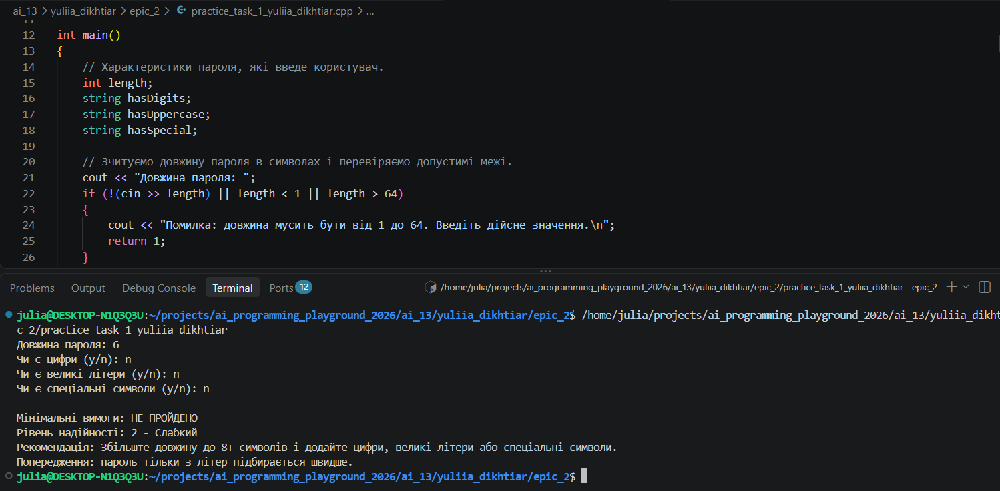 ai_13 > yuliia_dikhtiar > epic_2 > practice_task_1_yuliia_dikhtiar.cpp > ...
11
12 int main()
13 {
14 // Характеристики пароля, які введе користувач.
15 int length;
16 string hasDigits;
17 string hasUppercase;
18 string hasSpecial;
19
20 // Зчитуємо довжину пароля в символах і перевіряємо допустимі межі.
21 cout << "Довжина пароля: ";
22 if (!(cin >> length) || length < 1 || length > 64)
23 {
24 cout << "Помилка: довжина мусить бути від 1 до 64. Введіть дійсне значення.\n";
25 return 1;
26 }
Problems Output Debug Console Terminal Ports 12 /home/julia/projects/ai_programming_playground_2026/ai_13/yuliia_dikhtiar/epic_2/practice_task_1_yuliia_dikhtiar - epic_2
julia@DESKTOP-N1Q3Q3U:~/projects/ai_programming_playground_2026/ai_13/yuliia_dikhtiar/epic_2$ /home/julia/projects/ai_programming_playground_2026/ai_13/yuliia_dikht
c_2/practice_task_1_yuliia_dikhtiar
Довжина пароля: 6
Чи є цифри (y/n): n
Чи є великі літери (y/n): n
Чи є спеціальні символи (y/n): n
Мінімальні вимоги: НЕ ПРОЙДЕНО
Рівень надійності: 2 - Слабкий
Рекомендація: Збільште довжину до 8+ символів і додайте цифри, великі літери або спеціальні символи.
Попередження: пароль тільки з літер підбирається швидше.
julia@DESKTOP-N1Q3Q3U:~/projects/ai_programming_playground_2026/ai_13/yuliia_dikhtiar/epic_2$